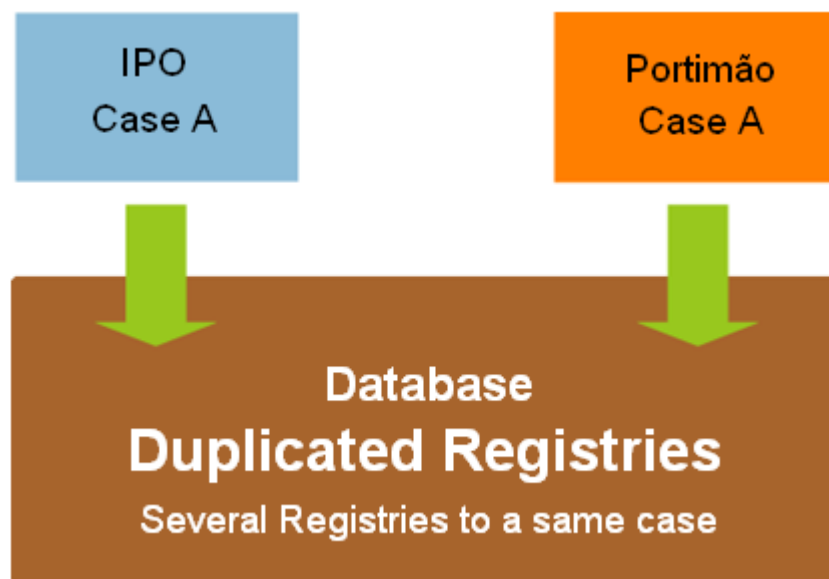 IPO
Case A
Portimão
Case A
Database
Duplicated Registries
Several Registries to a same case